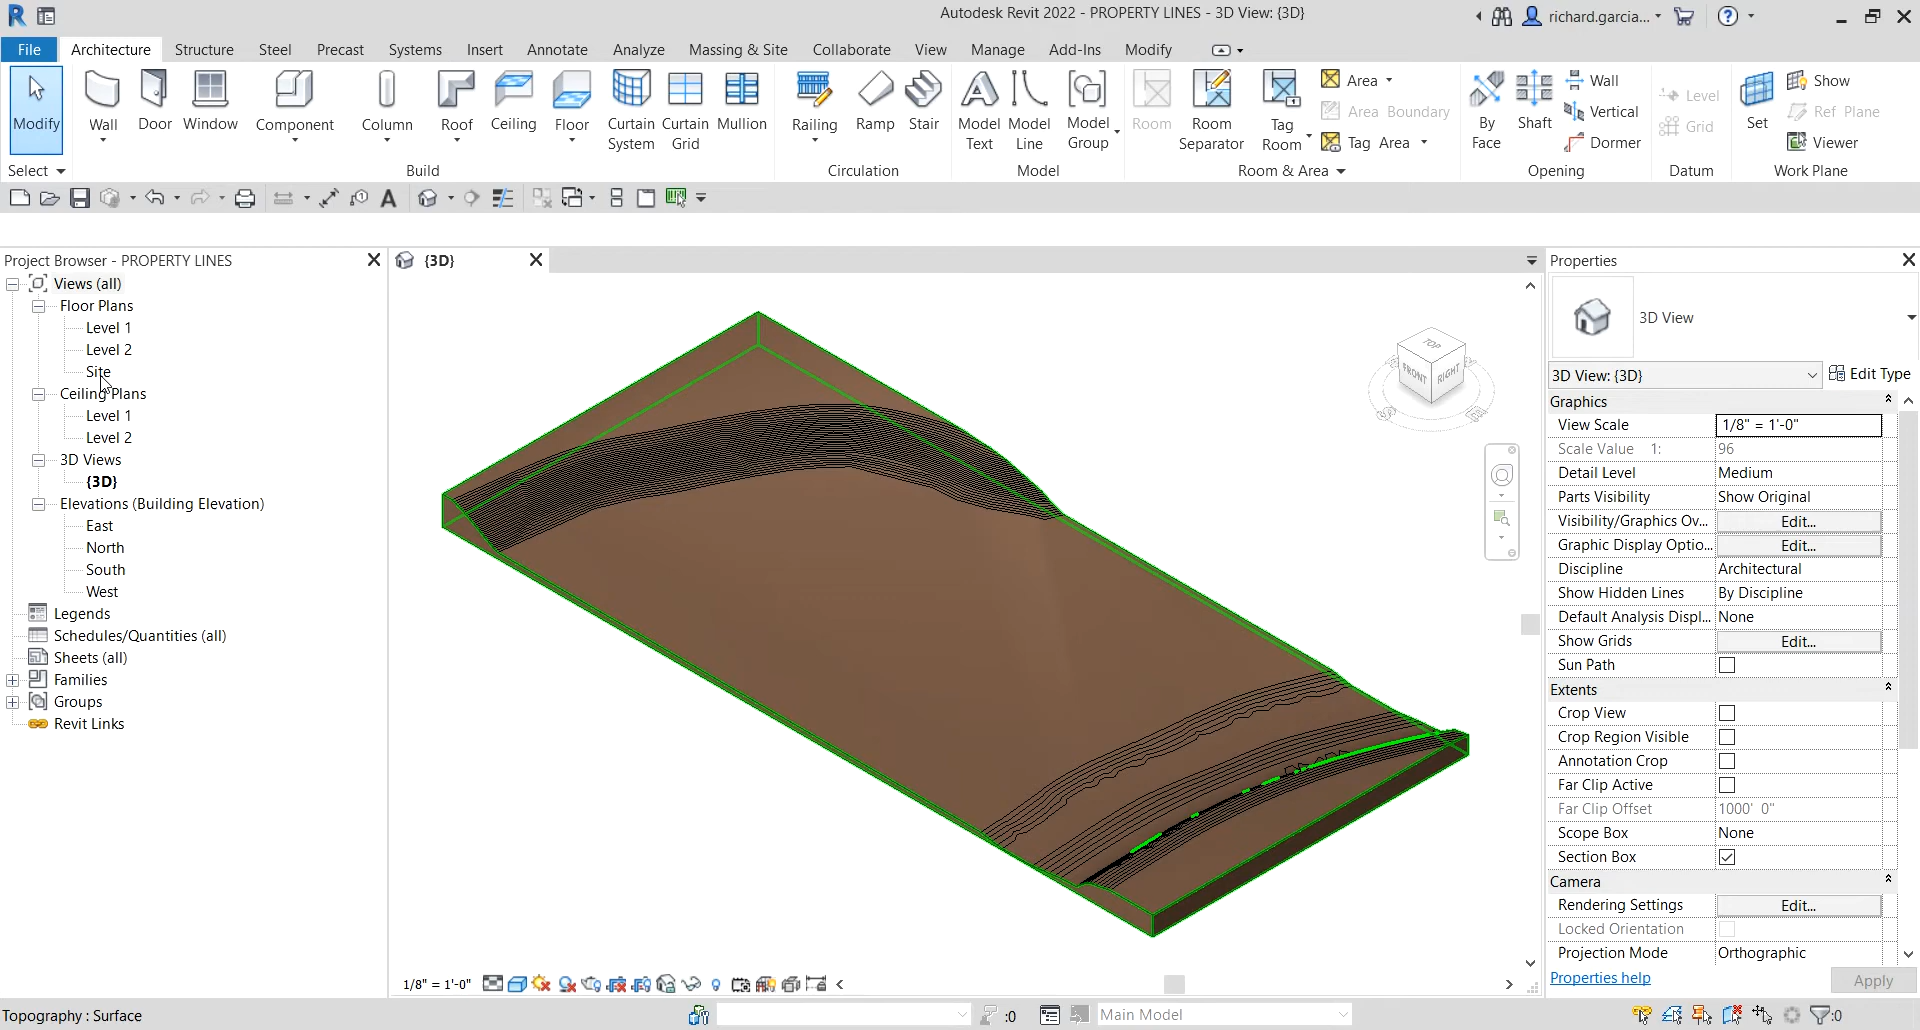 Autodesk Revit 2022 - PROPERTY LINES - 3D View: {3D}
richard.garcia...
File Architecture Structure Steel Precast Systems Insert Annotate Analyze Massing & Site Collaborate View Manage Add-Ins Modify
Modify
Wall
Door
Window
Component
Column
Roof
Ceiling
Floor
Curtain System
Curtain Grid
Mullion
Railing
Ramp
Stair
Model Text
Model Line
Model Group
Room
Room Separator
Tag Room
Area
Area Boundary
Tag Area
By Face
Shaft
Wall
Vertical
Dormer
Level
Grid
Set
Show
Ref Plane
Viewer
Select Build Circulation Model Room & Area Opening Datum Work Plane
Project Browser - PROPERTY LINES
Views (all)
Floor Plans
Level 1
Level 2
Site
Ceiling Plans
Level 1
Level 2
3D Views
{3D}
Elevations (Building Elevation)
East
North
South
West
Legends
Schedules/Quantities (all)
Sheets (all)
Families
Groups
Revit Links
{3D}
TOP
FRONT
RIGHT
1/8" = 1'-0"
Properties
3D View
3D View: {3D} Edit Type
Graphics
View Scale 1/8" = 1'-0"
Scale Value 1: 96
Detail Level Medium
Parts Visibility Show Original
Visibility/Graphics Ov... Edit...
Graphic Display Optio... Edit...
Discipline Architectural
Show Hidden Lines By Discipline
Default Analysis Displ... None
Show Grids Edit...
Sun Path
Extents
Crop View
Crop Region Visible
Annotation Crop
Far Clip Active
Far Clip Offset 1000' 0"
Scope Box None
Section Box
Camera
Rendering Settings Edit...
Locked Orientation
Projection Mode Orthographic
Properties help Apply
Topography : Surface
:0
Main Model
:0